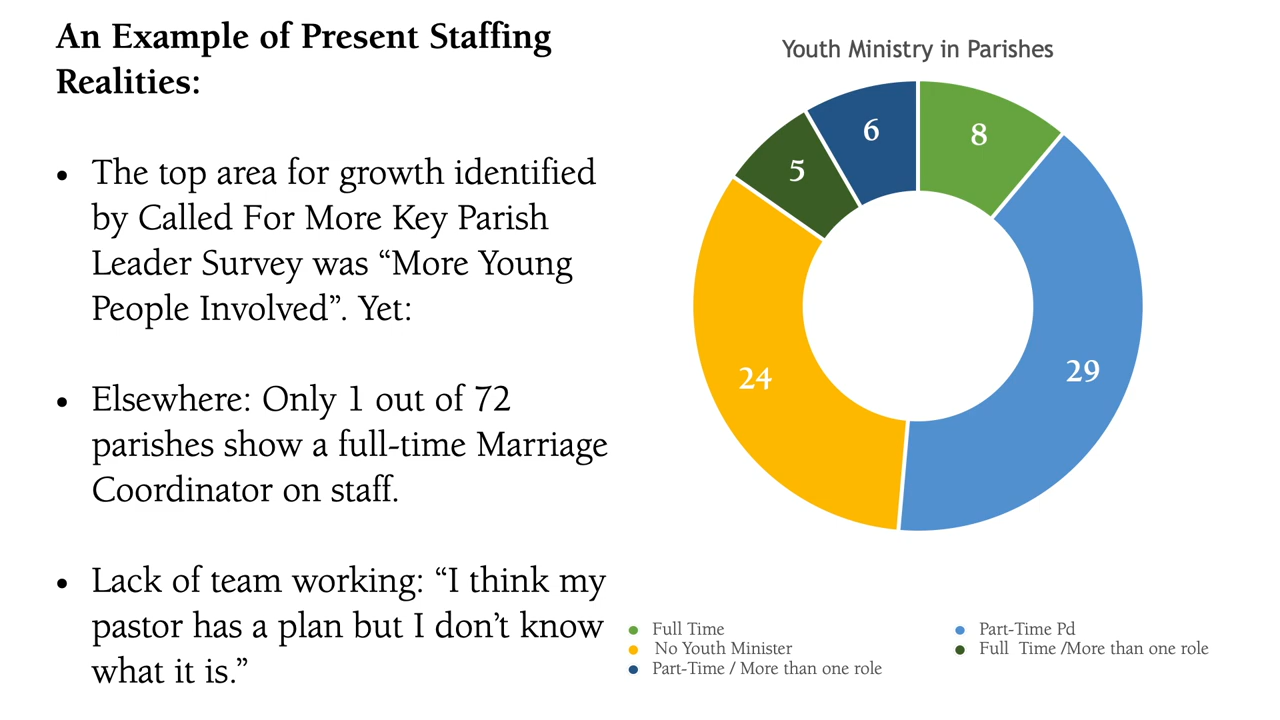 An Example of Present Staffing
Realities:
• The top area for growth identified
by Called For More Key Parish
Leader Survey was “More Young
People Involved”. Yet:
• Elsewhere: Only 1 out of 72
parishes show a full-time Marriage
Coordinator on staff.
• Lack of team working: “I think my
pastor has a plan but I don’t know
what it is.”
Youth Ministry in Parishes
6
8
5
29
24
Full Time
Part-Time Pd
No Youth Minister
Full Time /More than one role
Part-Time / More than one role